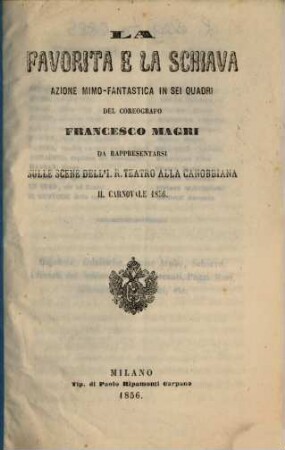 LA
FAVORITA E LA SCHIAVA
AZIONE MIMO-FANTASTICA IN SEI QUADRI
DEL COREOGRAFO
FRANCESCO MAGRI
DA RAPPRESENTARSI
SULLE SCENE DELL'I. R. TEATRO ALLA CANOBBIANA
IL CARNOVALE 1856.
MILANO
Tip. di Paolo Ripamonti Carpano
1856.